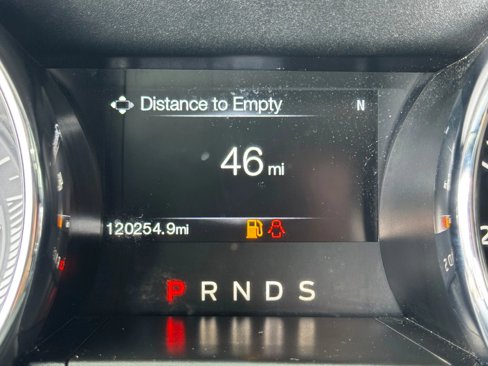 Distance to Empty N
46 mi
120254.9mi
P R N D S